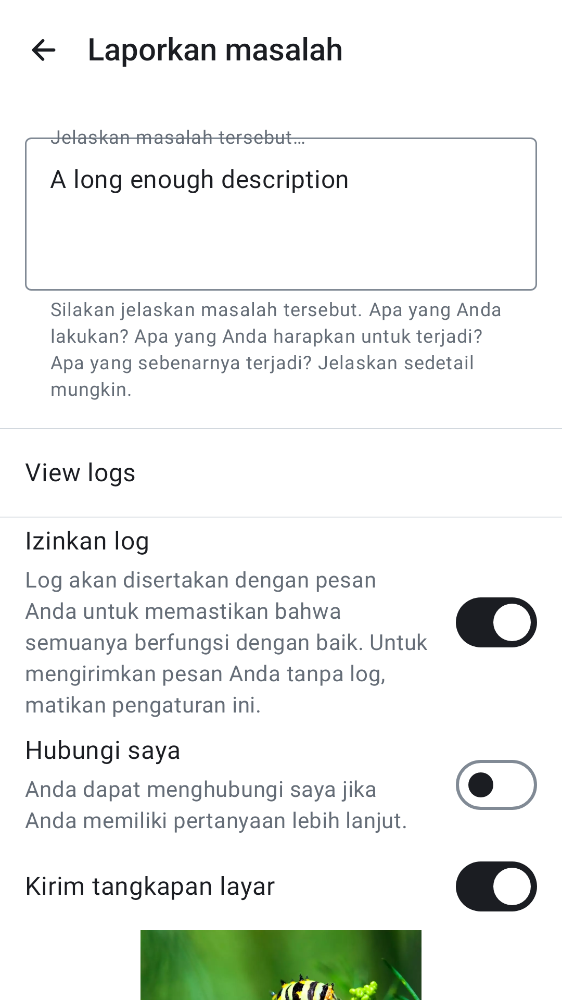 Laporkan masalah
Jelaskan masalah tersebut…
A long enough description
Silakan jelaskan masalah tersebut. Apa yang Anda
lakukan? Apa yang Anda harapkan untuk terjadi?
Apa yang sebenarnya terjadi? Jelaskan sedetail
mungkin.
View logs
Izinkan log
Log akan disertakan dengan pesan
Anda untuk memastikan bahwa
semuanya berfungsi dengan baik. Untuk
mengirimkan pesan Anda tanpa log,
matikan pengaturan ini.
Hubungi saya
Anda dapat menghubungi saya jika
Anda memiliki pertanyaan lebih lanjut.
Kirim tangkapan layar